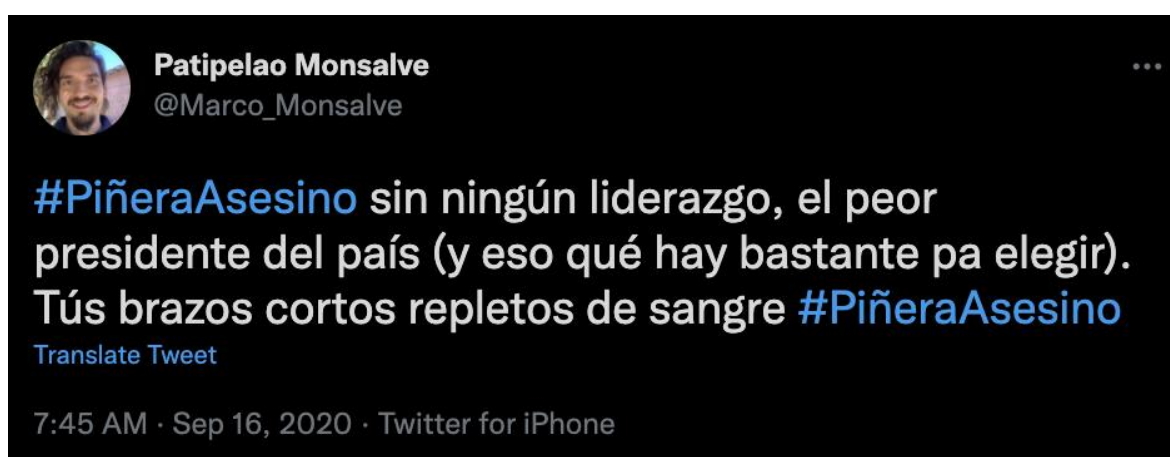 Patipelao Monsalve
@Marco_Monsalve
#PiñeraAsesino sin ningún liderazgo, el peor
presidente del país (y eso qué hay bastante pa elegir).
Tús brazos cortos repletos de sangre #PiñeraAsesino
Translate Tweet
7:45 AM · Sep 16, 2020 · Twitter for iPhone